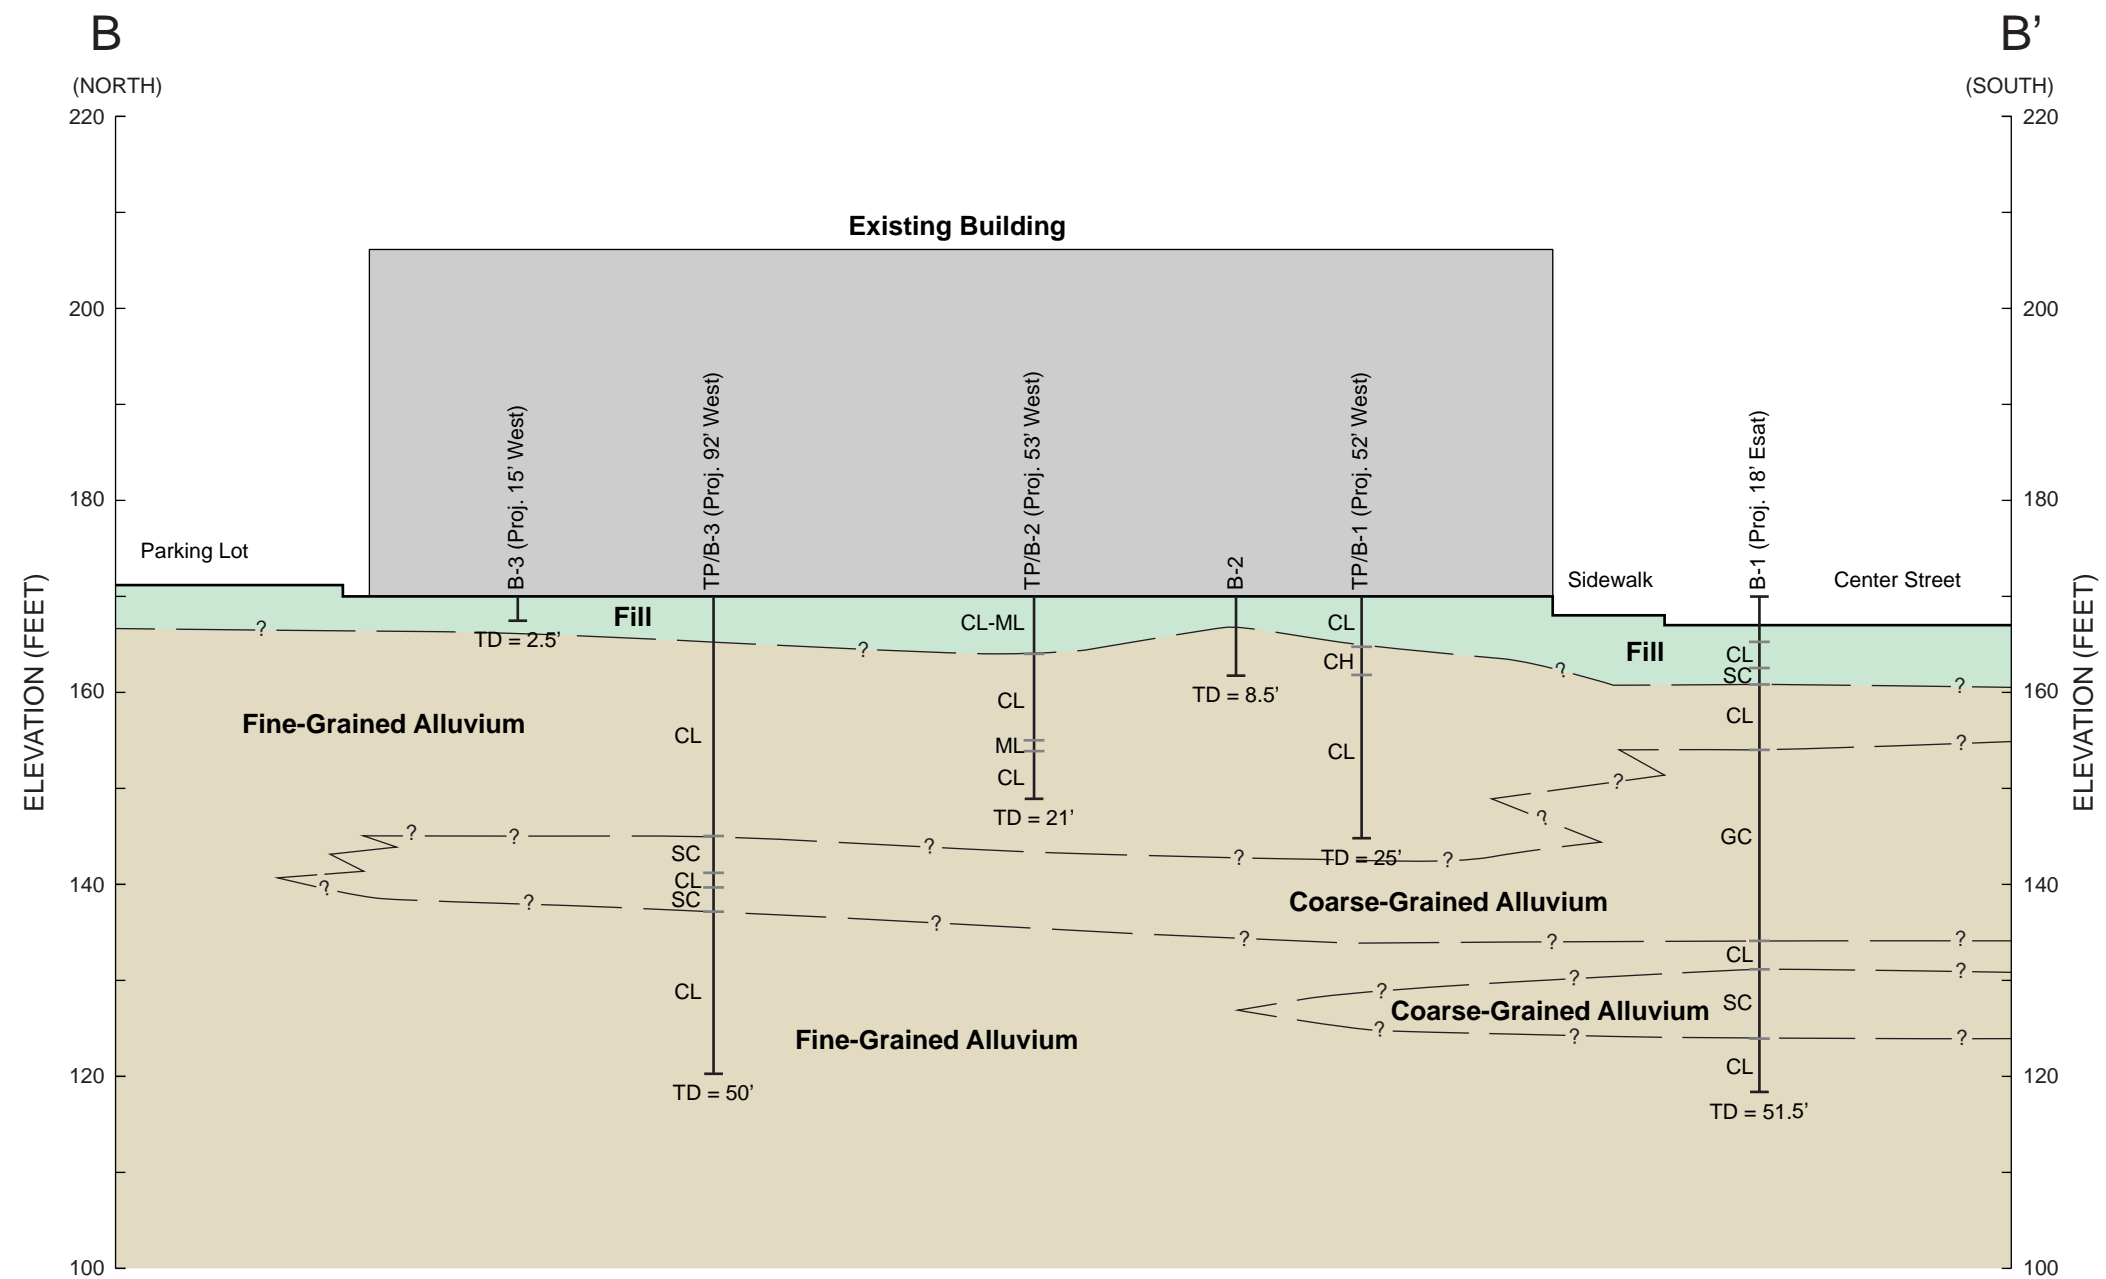 B
B’
(NORTH)
(SOUTH)
220
220
Existing Building
200
200
B-3 (Proj. 15’ West)
TP/B-3 (Proj. 92’ West)
TP/B-2 (Proj. 53’ West)
B-2
TP/B-1 (Proj. 52’ West)
B-1 (Proj. 18’ Esat)
180
180
Parking Lot
Sidewalk
Center Street
ELEVATION (FEET)
ELEVATION (FEET)
Fill
CL-ML
CL
?
TD = 2.5’
?
Fill
CL
CH
?
SC
?
160
160
TD = 8.5’
CL
CL
Fine-Grained Alluvium
CL
ML
CL
?
CL
?
TD = 21’
?
?
?
GC
?
SC
?
?
TD = 25’
?
140
140
CL
?
SC
?
Coarse-Grained Alluvium
?
?
?
?
CL
?
?
CL
?
SC
Coarse-Grained Alluvium
?
?
?
Fine-Grained Alluvium
CL
120
120
TD = 50’
TD = 51.5’
100
100